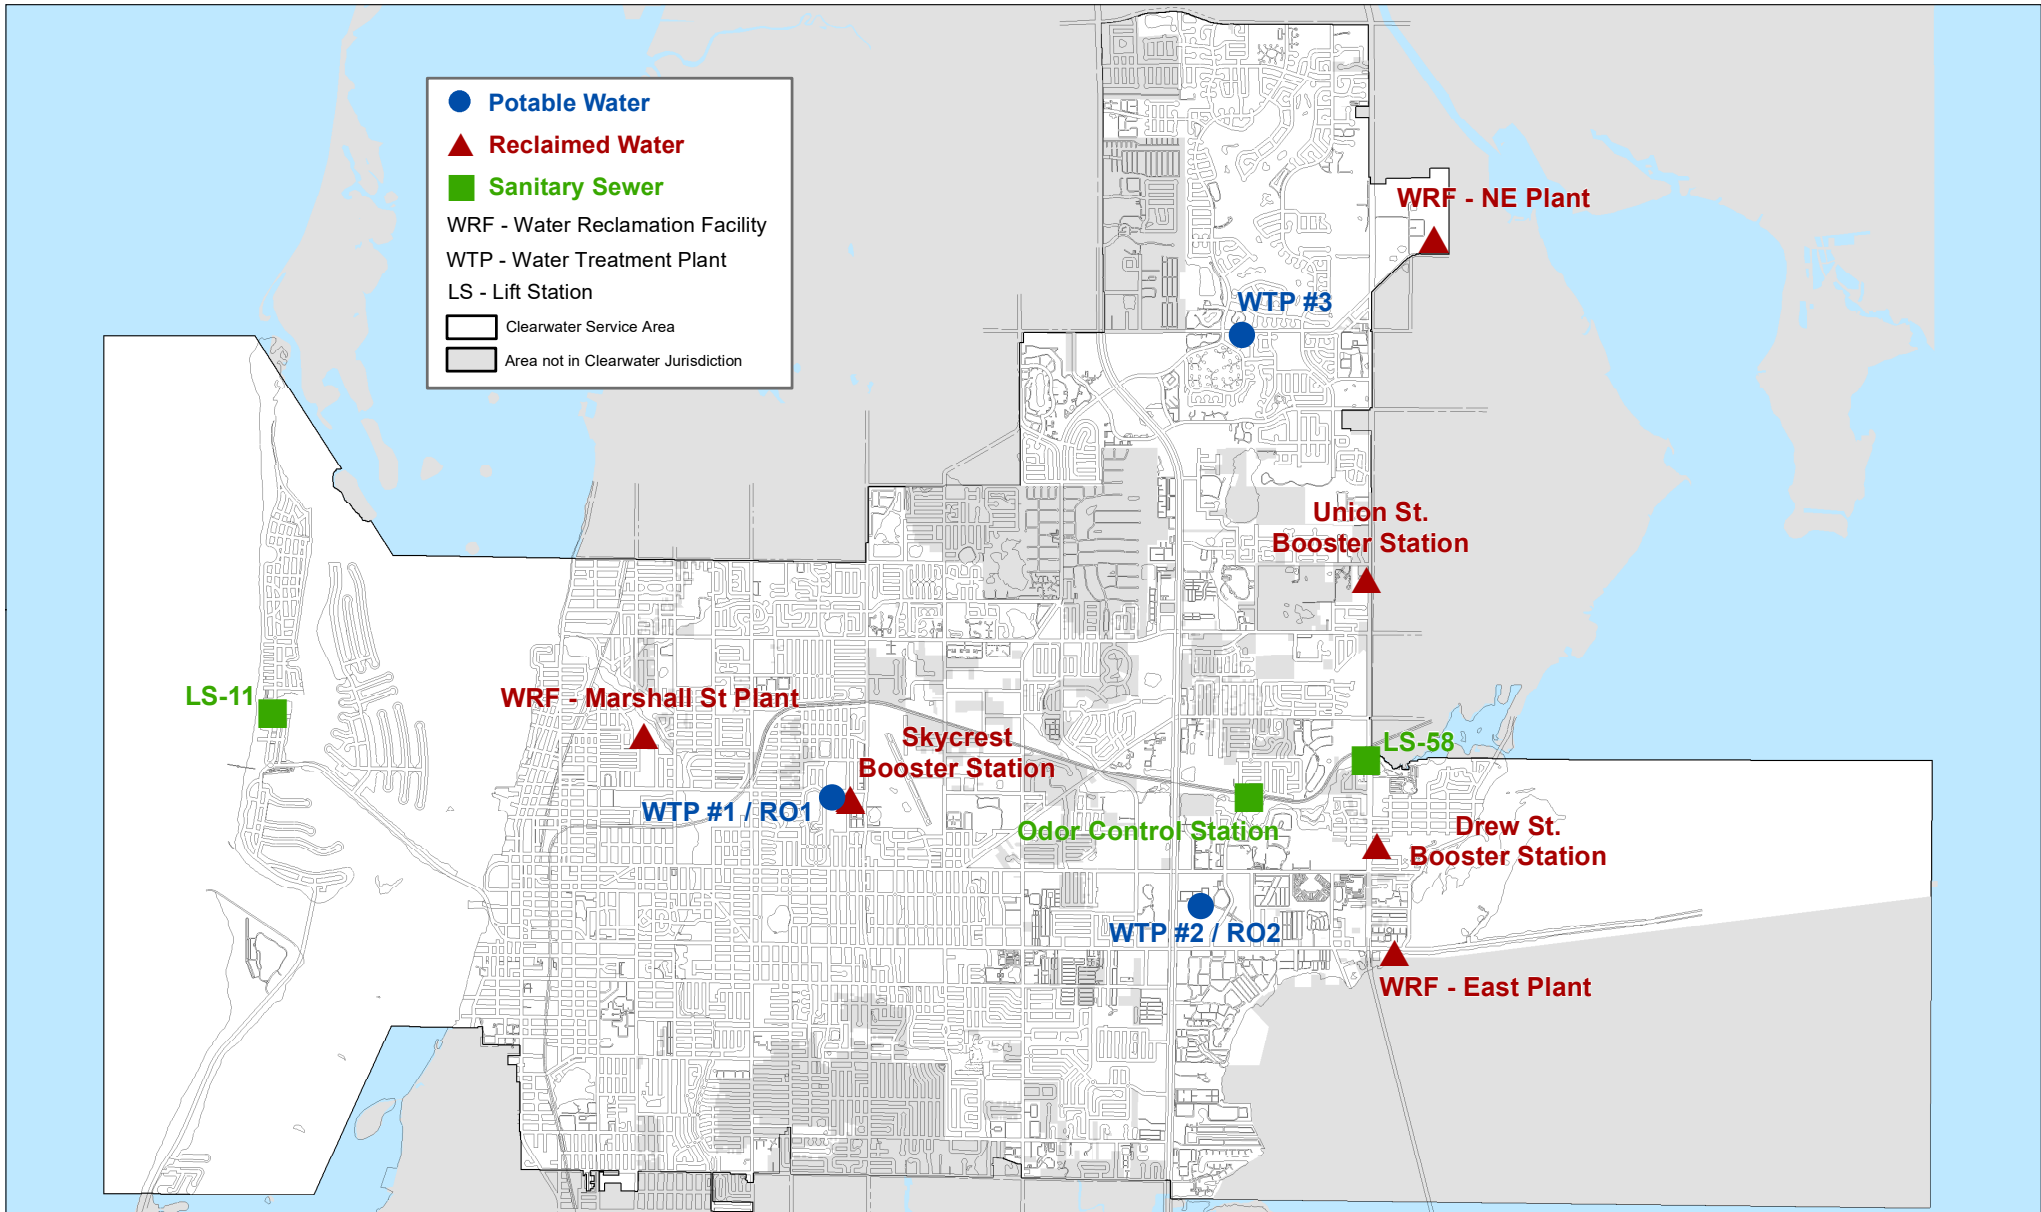 Potable Water
Reclaimed Water
Sanitary Sewer
WRF - Water Reclamation Facility
WTP - Water Treatment Plant
LS - Lift Station
Clearwater Service Area
Area not in Clearwater Jurisdiction
WRF - NE Plant
WTP #3
Union St.
Booster Station
LS-11
WRF - Marshall St Plant
Skycrest
Booster Station
LS-58
WTP #1 / RO1
Odor Control Station
Drew St.
Booster Station
WTP #2 / RO2
WRF - East Plant